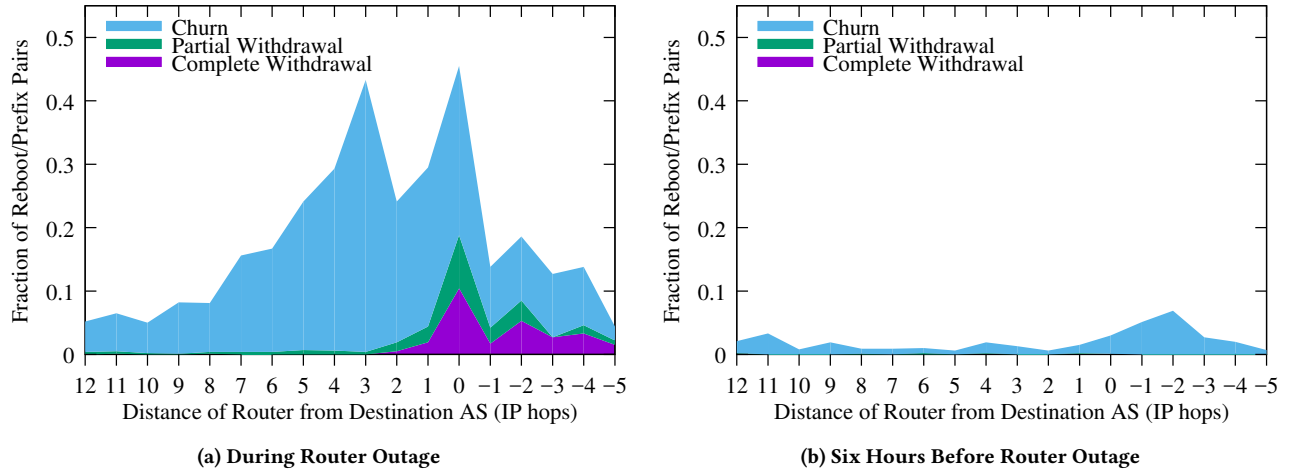 Fraction of Reboot/Prefix Pairs
0.5
0.4
0.3
0.2
0.1
0
Churn
Partial Withdrawal
Complete Withdrawal
12 11 10 9 8 7 6 5 4 3 2 1 0 −1 −2 −3 −4 −5
Distance of Router from Destination AS (IP hops)
(a) During Router Outage
Fraction of Reboot/Prefix Pairs
0.5
0.4
0.3
0.2
0.1
0
Churn
Partial Withdrawal
Complete Withdrawal
12 11 10 9 8 7 6 5 4 3 2 1 0 −1 −2 −3 −4 −5
Distance of Router from Destination AS (IP hops)
(b) Six Hours Before Router Outage